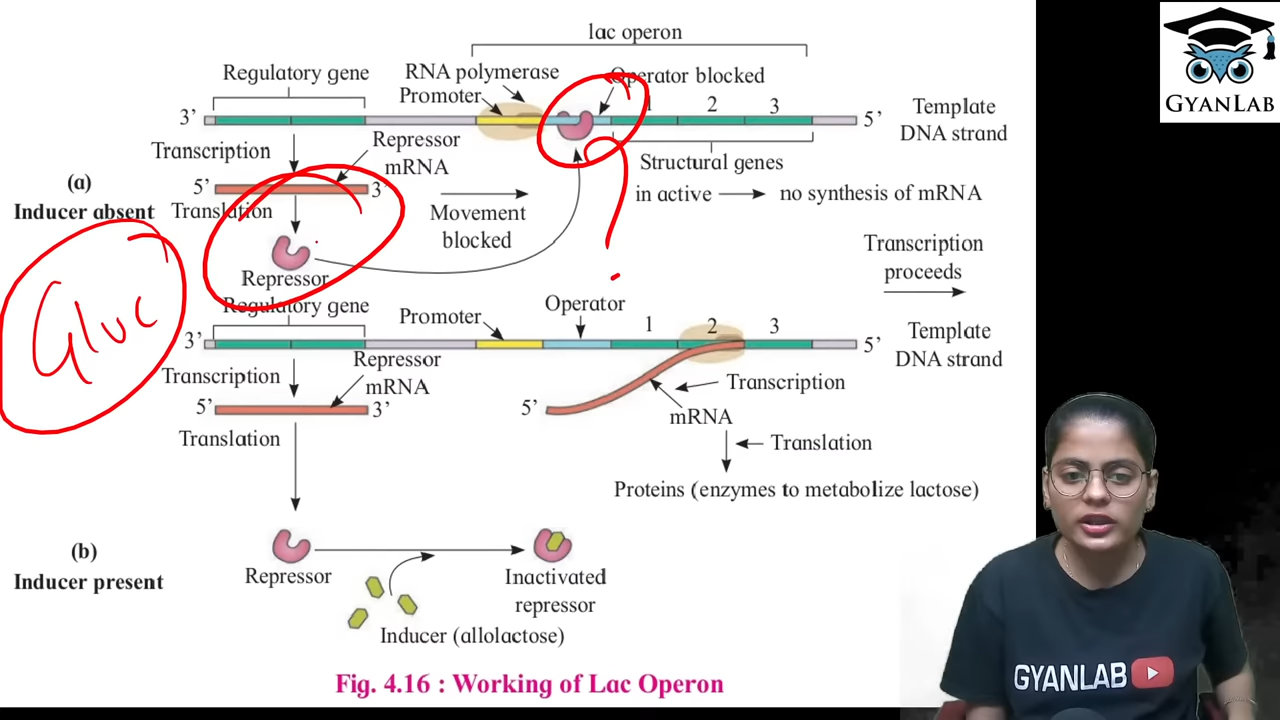 lac operon
Regulatory gene
RNA polymerase
Promoter
Operator blocked
3' 1 2 3 5'
Template
DNA strand
Transcription
Repressor
mRNA
Structural genes
(a)
Inducer absent
5' 3'
Translation
Movement
blocked
in active no synthesis of mRNA
Transcription
proceeds
Repressor
Gluc
Regulatory gene
Promoter
Operator
3' 1 2 3 5'
Template
DNA strand
Transcription
Repressor
mRNA
5' 3'
Translation
5'
Transcription
mRNA
Translation
Proteins (enzymes to metabolize lactose)
(b)
Inducer present
Repressor
Inactivated
repressor
Inducer (allolactose)
Fig. 4.16 : Working of Lac Operon
?
GYANLAB
GYANLAB